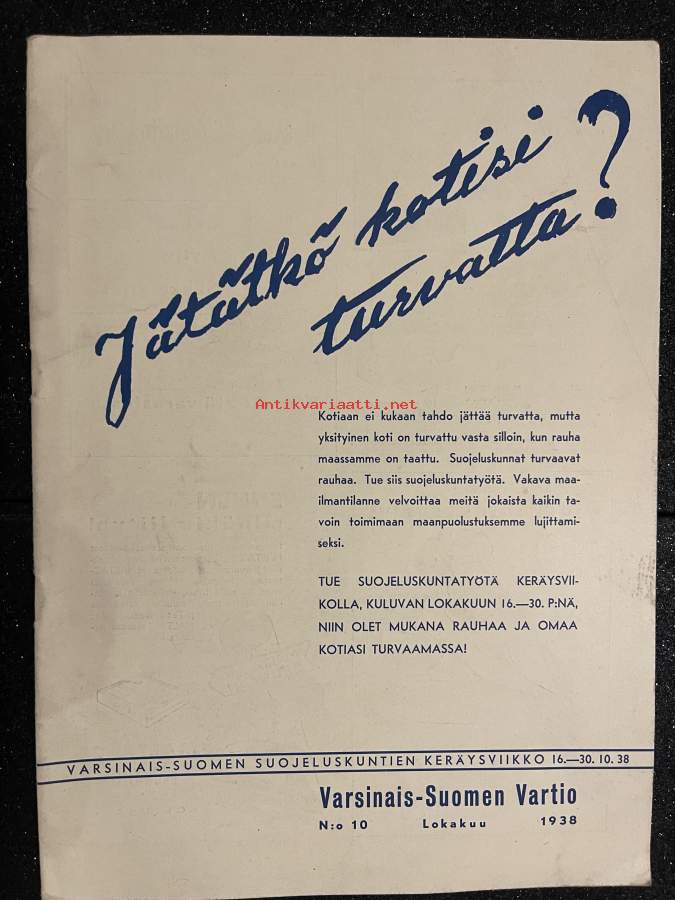 Jätätkö kotisi
turvatta?
Antikvariaatti.net
Kotiaan ei kukaan tahdo jättää turvatta, mutta
yksityinen koti on turvattu vasta silloin, kun rauha
maassamme on taattu. Suojeluskunnat turvaavat
rauhaa. Tue siis suojeluskuntatyötä. Vakava maa-
ilmantilanne velvoittaa meitä jokaista kaikin ta-
voin toimimaan maanpuolustuksemme lujittami-
seksi.
TUE SUOJELUSKUNTATYÖTÄ KERÄYSVII-
KOLLA, KULUVAN LOKAKUUN 16.—30. P:NÄ,
NIIN OLET MUKANA RAUHAA JA OMAA
KOTIASI TURVAAMASSA!
VARSINAIS-SUOMEN SUOJELUSKUNTIEN KERÄYSVIIKKO 16.—30. 10. 38
Varsinais-Suomen Vartio
N:o 10 Lokakuu 1938